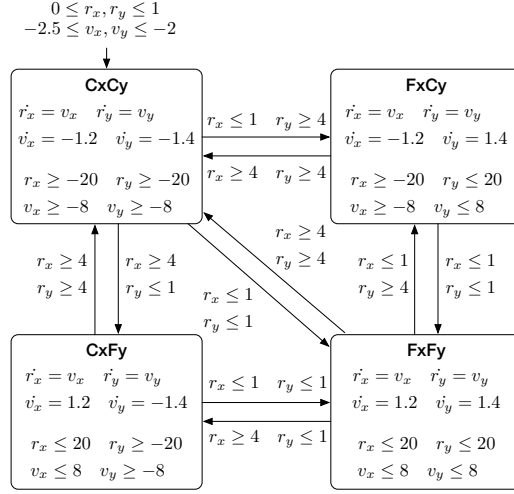 0 ≤ r_x, r_y ≤ 1
−2.5 ≤ v_x, v_y ≤ −2
CxCy
ṙ_x = v_x ṙ_y = v_y
v̇_x = −1.2 v̇_y = −1.4
r_x ≥ −20 r_y ≥ −20
v_x ≥ −8 v_y ≥ −8
r_x ≤ 1 r_y ≥ 4
r_x ≥ 4 r_y ≥ 4
FxCy
ṙ_x = v_x ṙ_y = v_y
v̇_x = −1.2 v̇_y = 1.4
r_x ≥ −20 r_y ≤ 20
v_x ≥ −8 v_y ≤ 8
r_x ≥ 4
r_y ≥ 4
r_x ≥ 4
r_y ≤ 1
r_x ≤ 1
r_y ≤ 1
r_x ≥ 4
r_y ≥ 4
r_x ≤ 1
r_y ≥ 4
r_x ≤ 1
r_y ≤ 1
CxFy
ṙ_x = v_x ṙ_y = v_y
v̇_x = 1.2 v̇_y = −1.4
r_x ≤ 20 r_y ≥ −20
v_x ≤ 8 v_y ≥ −8
r_x ≤ 1 r_y ≤ 1
r_x ≥ 4 r_y ≤ 1
FxFy
ṙ_x = v_x ṙ_y = v_y
v̇_x = 1.2 v̇_y = 1.4
r_x ≤ 20 r_y ≤ 20
v_x ≤ 8 v_y ≤ 8